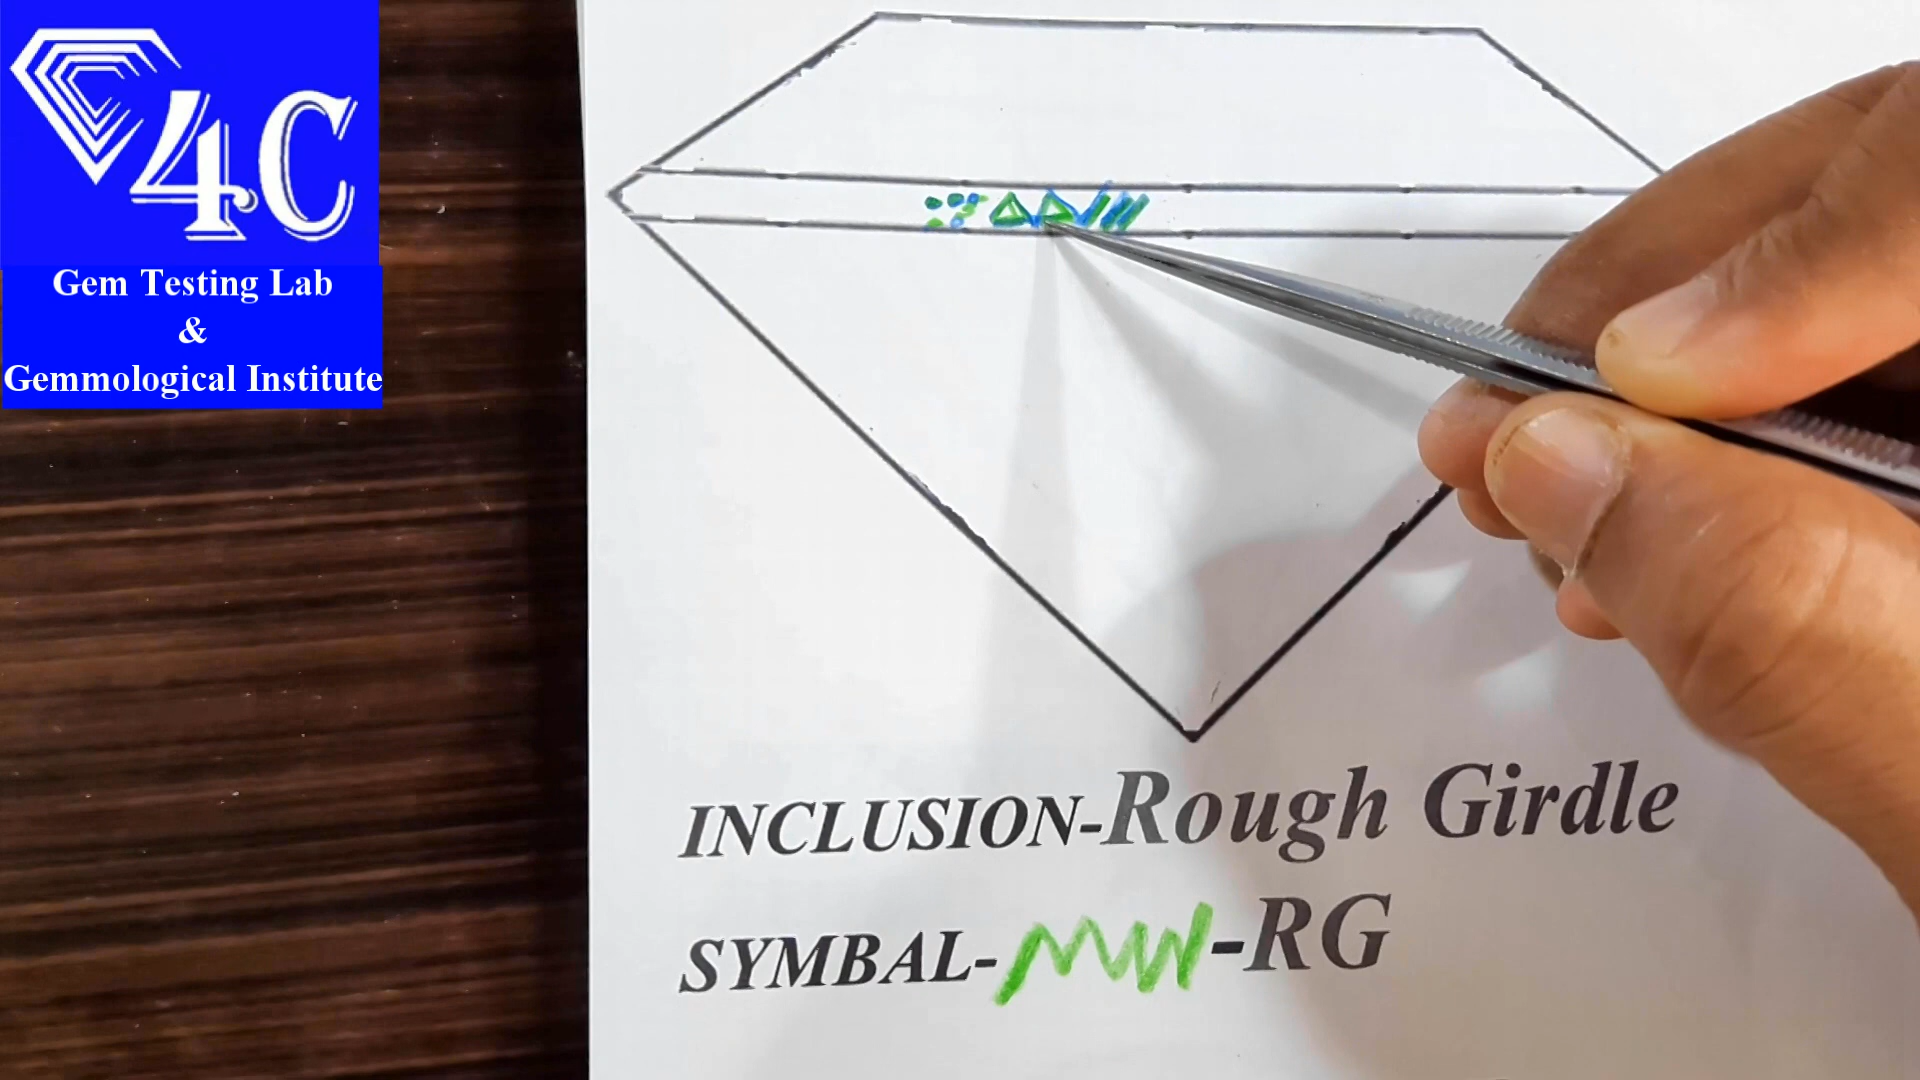 4C
Gem Testing Lab
&
Gemmological Institute
INCLUSION-Rough Girdle
SYMBAL- -RG